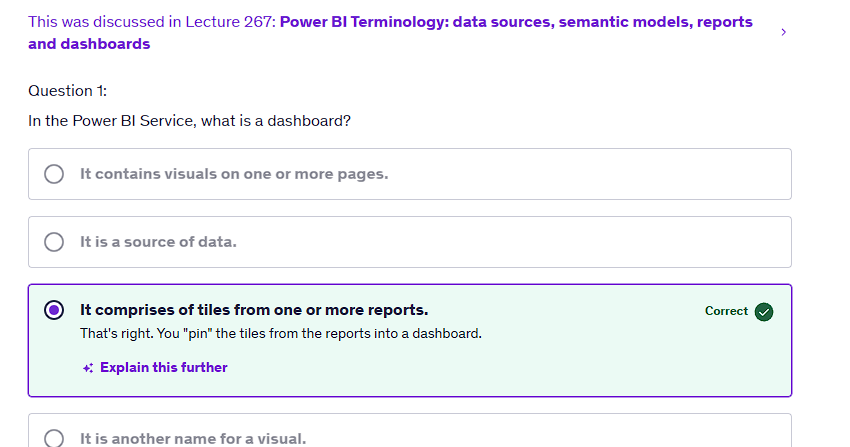 This was discussed in Lecture 267: Power BI Terminology: data sources, semantic models, reports
and dashboards
Question 1:
In the Power BI Service, what is a dashboard?
It contains visuals on one or more pages.
It is a source of data.
It comprises of tiles from one or more reports.
Correct
That's right. You "pin" the tiles from the reports into a dashboard.
Explain this further
It is another name for a visual.